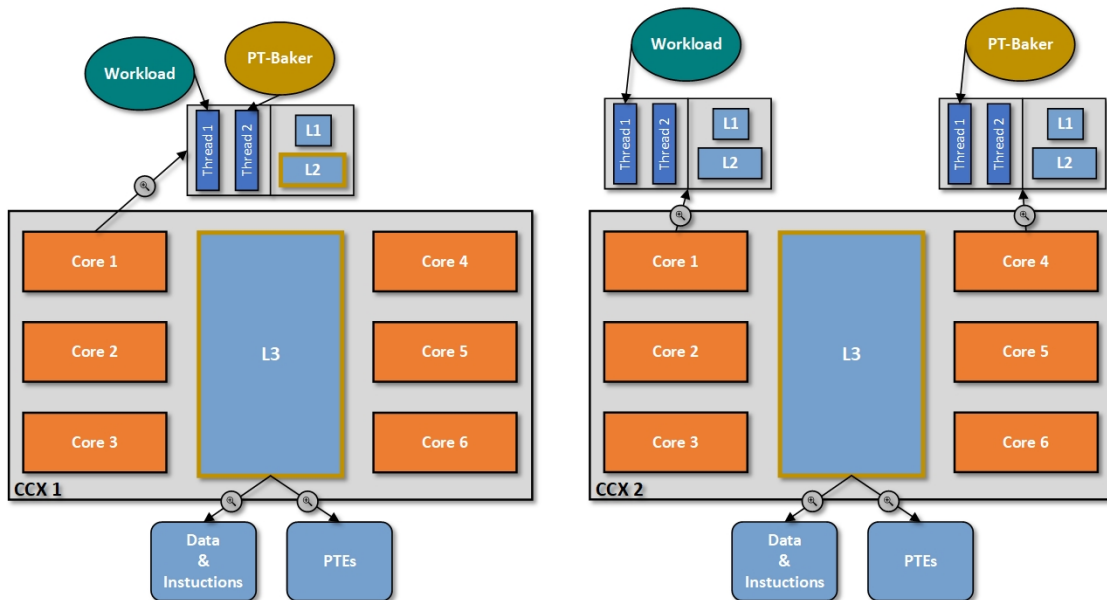 Workload
PT-Baker
Thread 1
Thread 2
L1
L2
Core 1
Core 2
Core 3
L3
Core 4
Core 5
Core 6
CCX 1
Data
&
Instuctions
PTEs
Workload
PT-Baker
Thread 1
Thread 2
L1
L2
Thread 1
Thread 2
L1
L2
Core 1
Core 2
Core 3
L3
Core 4
Core 5
Core 6
CCX 2
Data
&
Instuctions
PTEs